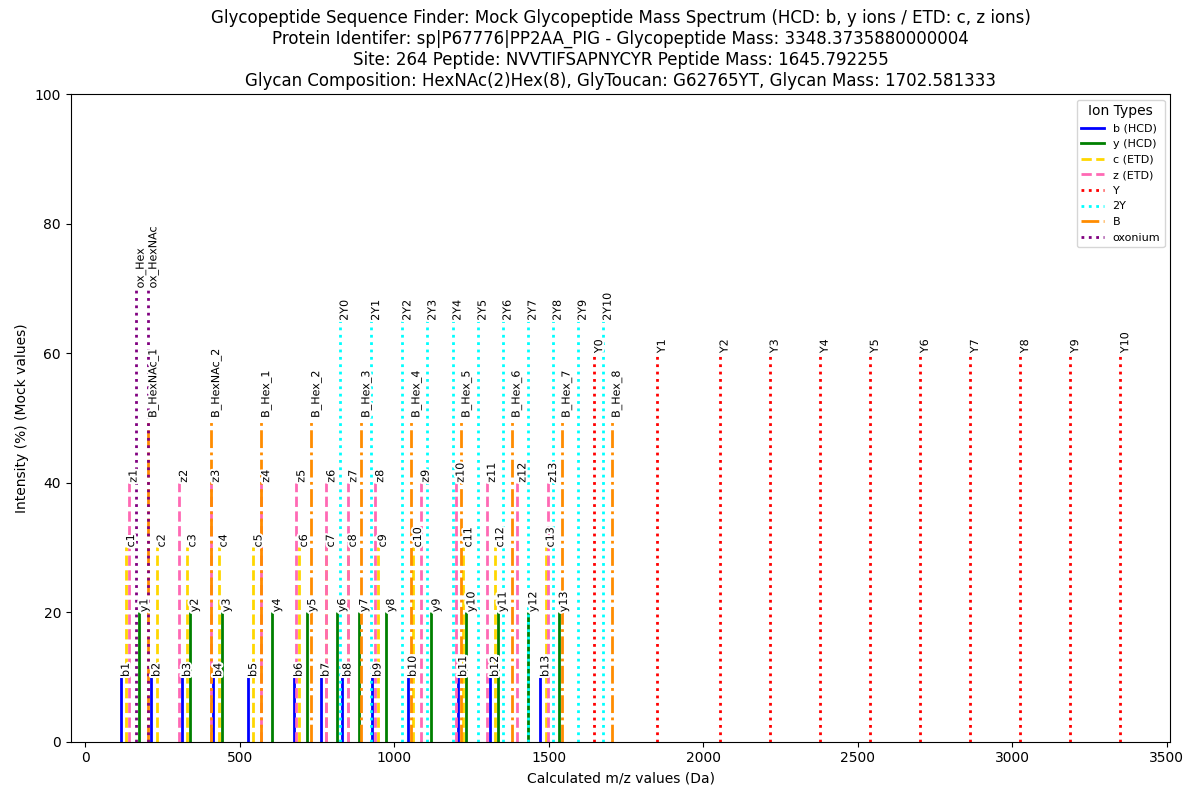 Glycopeptide Sequence Finder: Mock Glycopeptide Mass Spectrum (HCD: b, y ions / ETD: c, z ions)
Protein Identifer: sp|P67776|PP2AA_PIG - Glycopeptide Mass: 3348.3735880000004
Site: 264 Peptide: NVVTIFSAPNYCYR Peptide Mass: 1645.792255
Glycan Composition: HexNAc(2)Hex(8), GlyToucan: G62765YT, Glycan Mass: 1702.581333
Intensity (%) (Mock values)
100
80
60
40
20
0
Ion Types
b (HCD)
y (HCD)
c (ETD)
z (ETD)
Y
2Y
B
oxonium
ox_Hex
ox_HexNAc
2Y0
2Y1
2Y2
2Y3
2Y4
2Y5
2Y6
2Y7
2Y8
2Y9
2Y10
Y0
Y1
Y2
Y3
Y4
Y5
Y6
Y7
Y8
Y9
Y10
B_HexNAc_1
B_HexNAc_2
B_Hex_1
B_Hex_2
B_Hex_3
B_Hex_4
B_Hex_5
B_Hex_6
B_Hex_7
B_Hex_8
z1
z2
z3
z4
z5
z6
z7
z8
z9
z10
z11
z12
z13
c1
c2
c3
c4
c5
c6
c7
c8
c9
c10
c11
c12
c13
y1
y2
y3
y4
y5
y6
y7
y8
y9
y10
y11
y12
y13
b1
b2
b3
b4
b5
b6
b7
b8
b9
b10
b11
b12
b13
0
500
1000
1500
2000
2500
3000
3500
Calculated m/z values (Da)